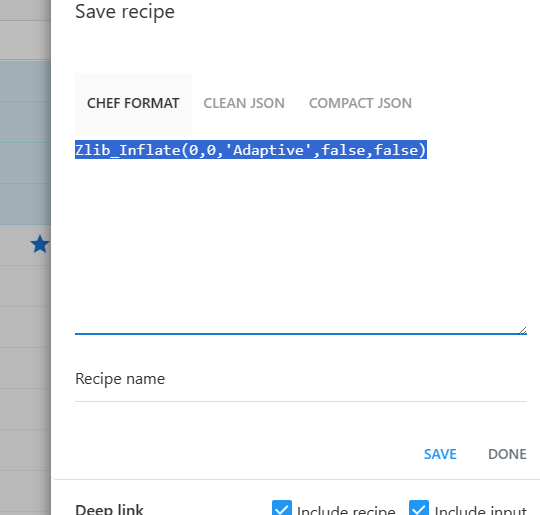 Save recipe
CHEF FORMAT CLEAN JSON COMPACT JSON
Zlib_Inflate(0,0,'Adaptive',false,false)
Recipe name
SAVE DONE
Deep link Include recipe Include input